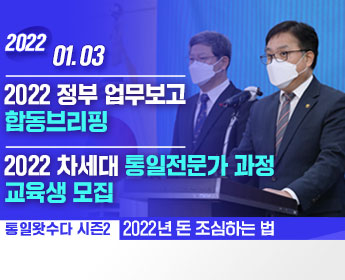 2022
01.03
2022 정부 업무보고
합동브리핑
2022 차세대 통일전문가 과정
교육생 모집
통일왓수다 시즌2 2022년 돈 조심하는 법